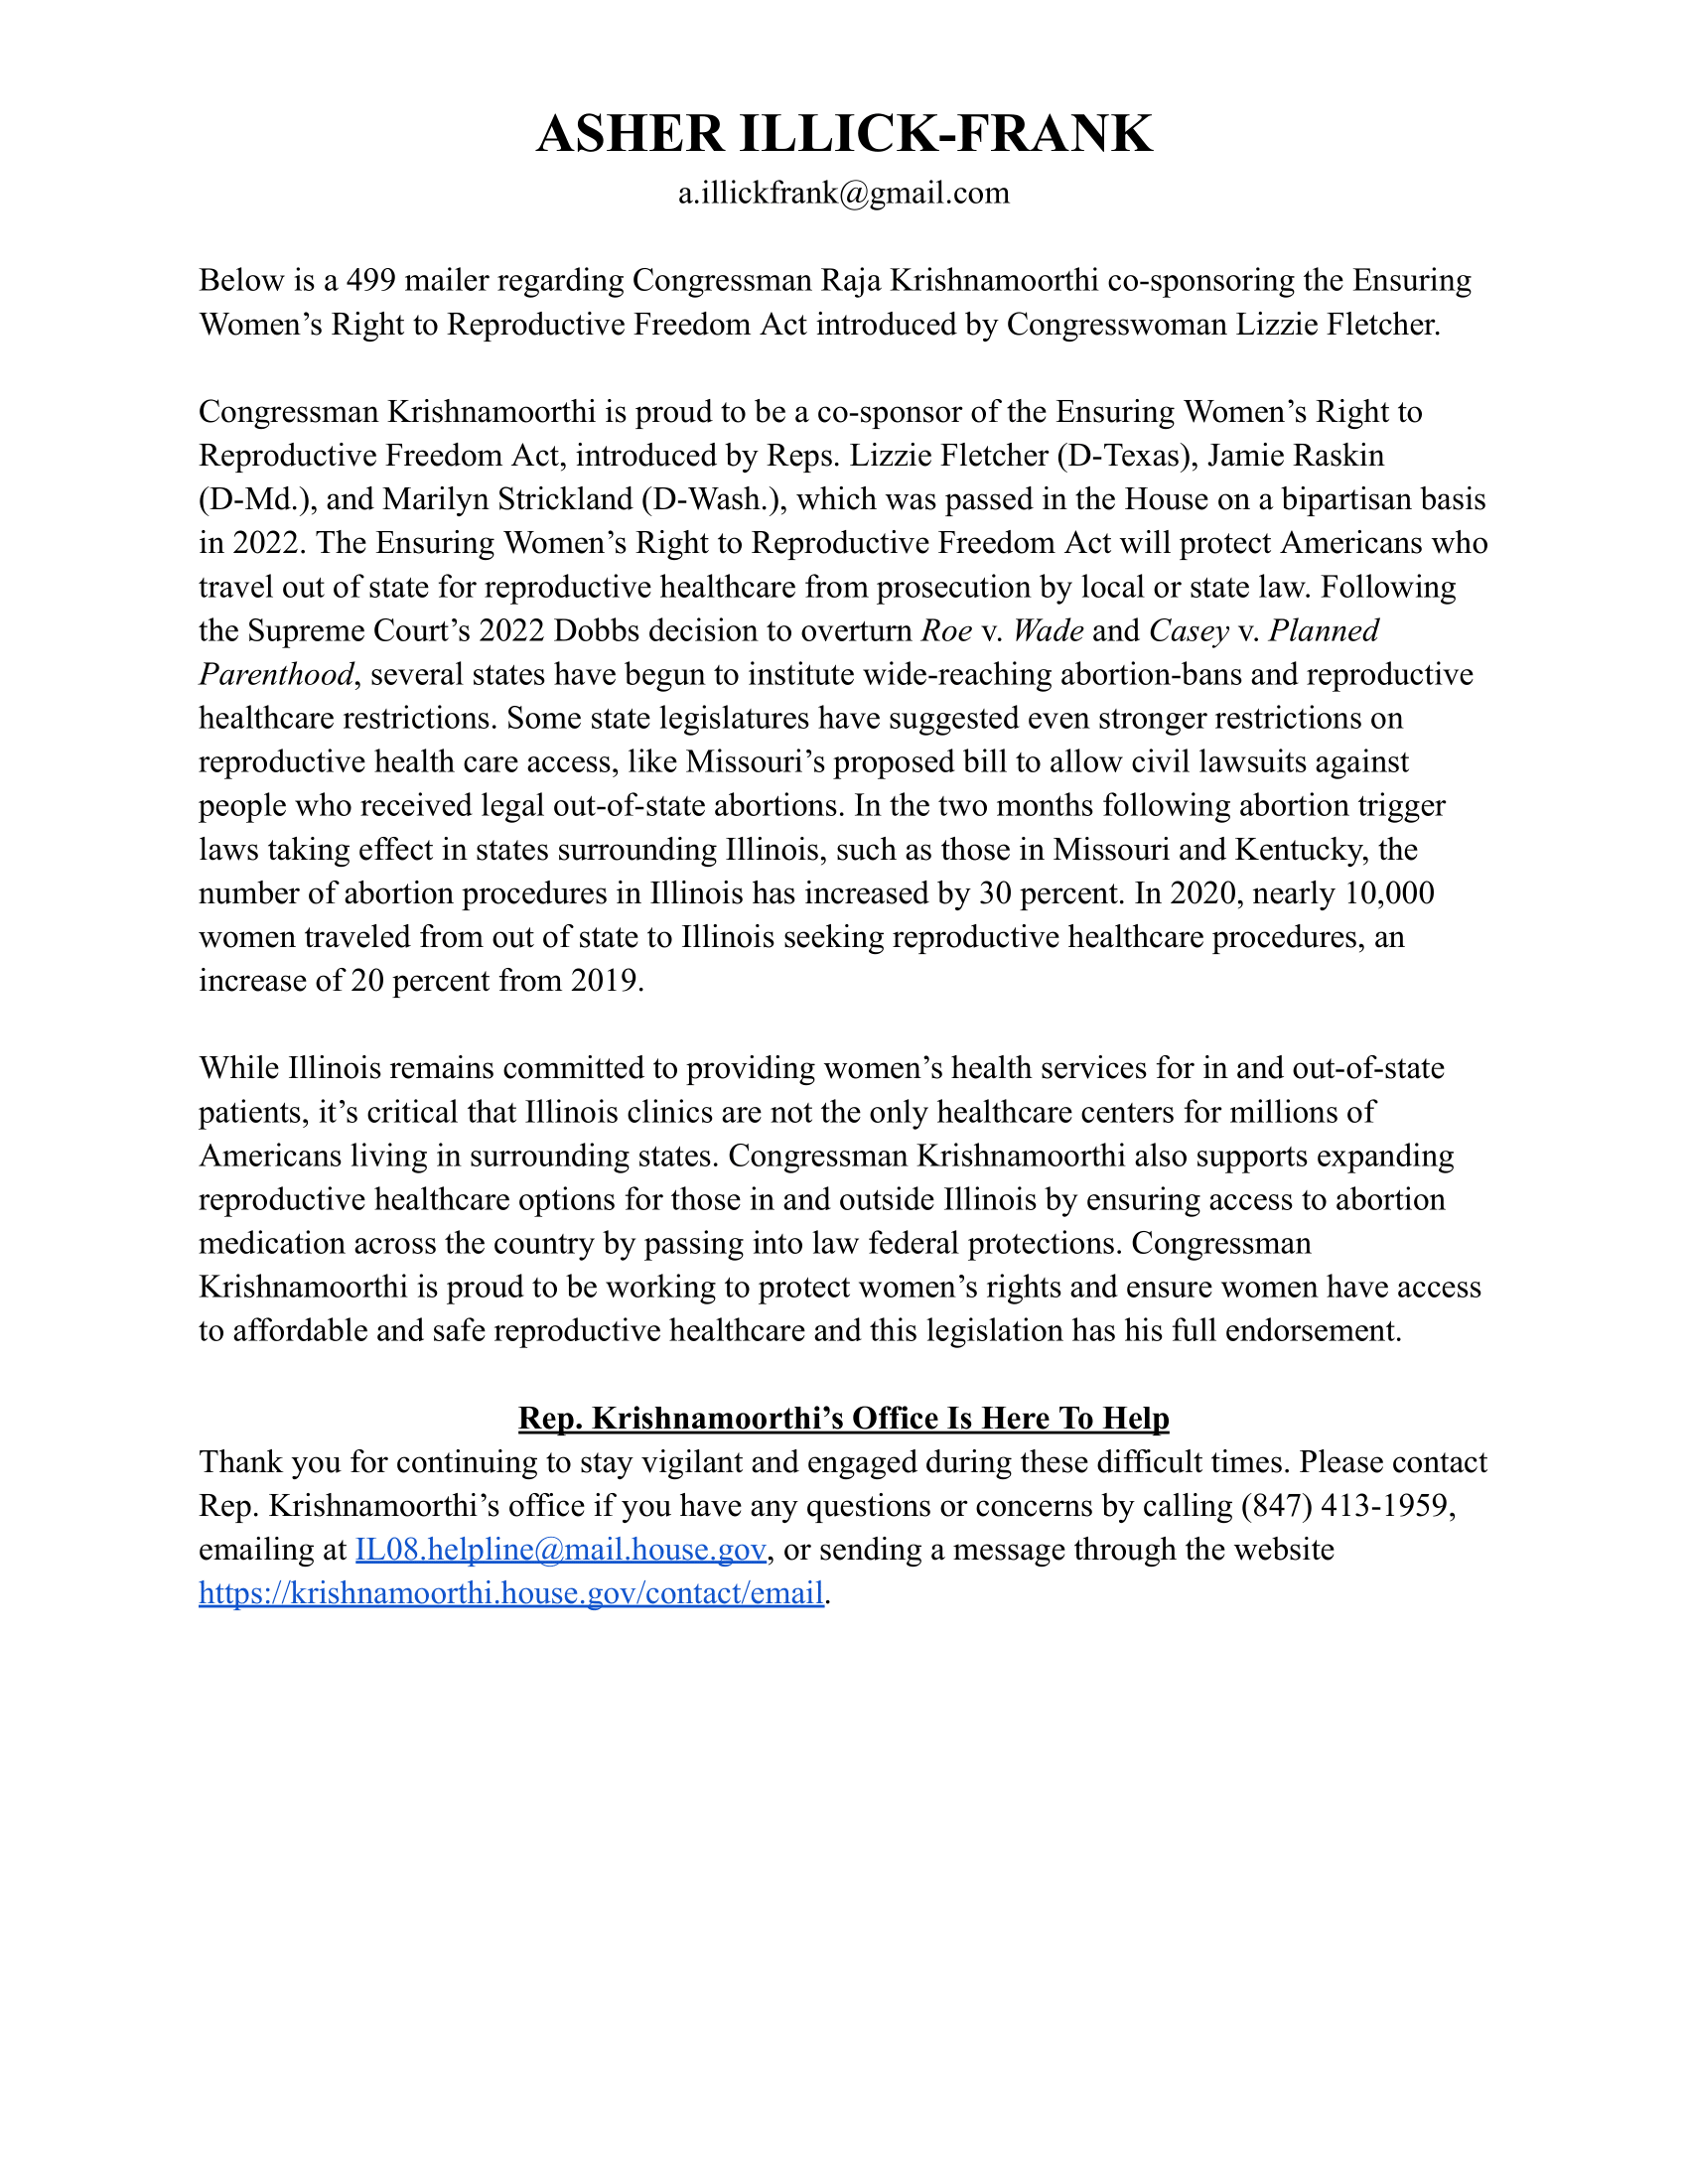 ASHER ILLICK-FRANK
a.illickfrank@gmail.com
Below is a 499 mailer regarding Congressman Raja Krishnamoorthi co-sponsoring the Ensuring
Women’s Right to Reproductive Freedom Act introduced by Congresswoman Lizzie Fletcher.
Congressman Krishnamoorthi is proud to be a co-sponsor of the Ensuring Women’s Right to
Reproductive Freedom Act, introduced by Reps. Lizzie Fletcher (D-Texas), Jamie Raskin
(D-Md.), and Marilyn Strickland (D-Wash.), which was passed in the House on a bipartisan basis
in 2022. The Ensuring Women’s Right to Reproductive Freedom Act will protect Americans who
travel out of state for reproductive healthcare from prosecution by local or state law. Following
the Supreme Court’s 2022 Dobbs decision to overturn Roe v. Wade and Casey v. Planned
Parenthood, several states have begun to institute wide-reaching abortion-bans and reproductive
healthcare restrictions. Some state legislatures have suggested even stronger restrictions on
reproductive health care access, like Missouri’s proposed bill to allow civil lawsuits against
people who received legal out-of-state abortions. In the two months following abortion trigger
laws taking effect in states surrounding Illinois, such as those in Missouri and Kentucky, the
number of abortion procedures in Illinois has increased by 30 percent. In 2020, nearly 10,000
women traveled from out of state to Illinois seeking reproductive healthcare procedures, an
increase of 20 percent from 2019.
While Illinois remains committed to providing women’s health services for in and out-of-state
patients, it’s critical that Illinois clinics are not the only healthcare centers for millions of
Americans living in surrounding states. Congressman Krishnamoorthi also supports expanding
reproductive healthcare options for those in and outside Illinois by ensuring access to abortion
medication across the country by passing into law federal protections. Congressman
Krishnamoorthi is proud to be working to protect women’s rights and ensure women have access
to affordable and safe reproductive healthcare and this legislation has his full endorsement.
Rep. Krishnamoorthi’s Office Is Here To Help
Thank you for continuing to stay vigilant and engaged during these difficult times. Please contact
Rep. Krishnamoorthi’s office if you have any questions or concerns by calling (847) 413-1959,
emailing at IL08.helpline@mail.house.gov, or sending a message through the website
https://krishnamoorthi.house.gov/contact/email.